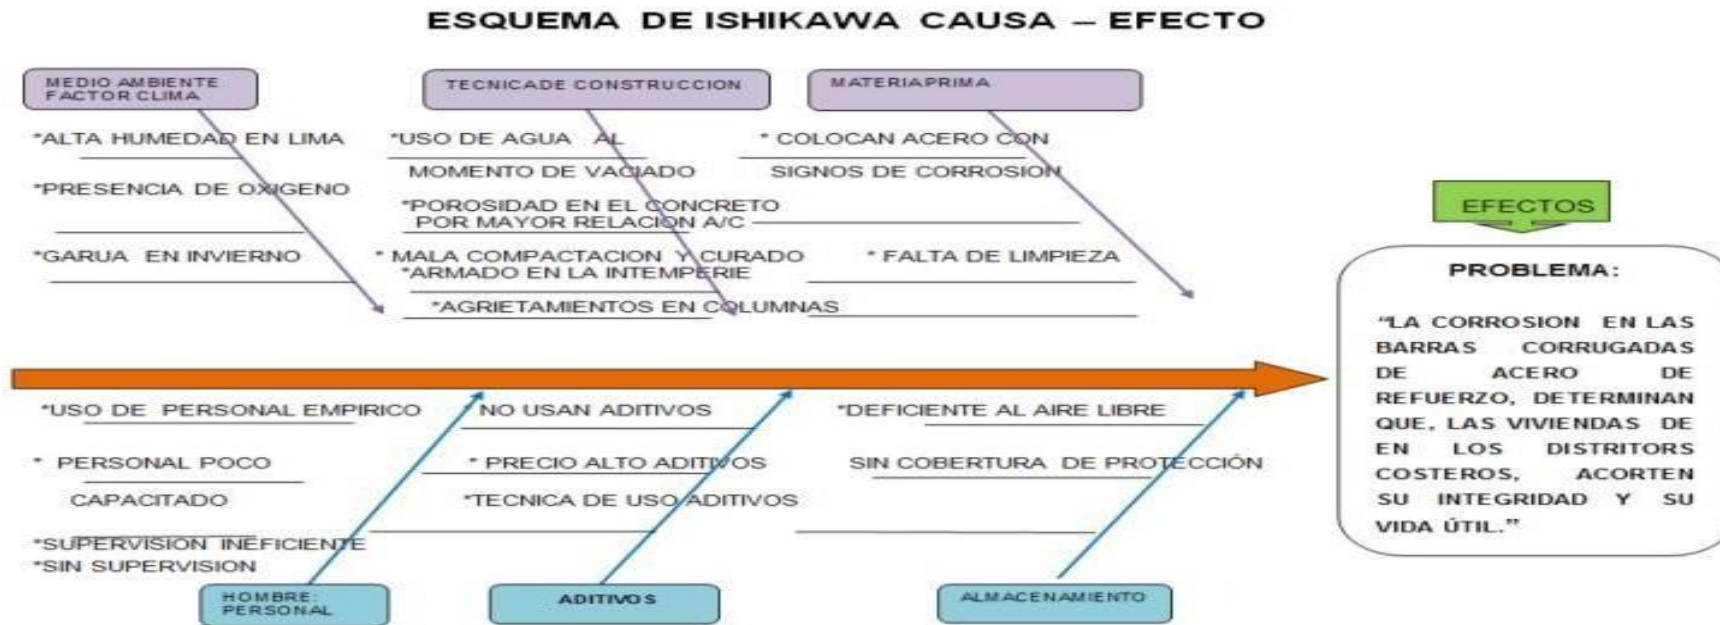 ESQUEMA DE ISHIKAWA CAUSA – EFECTO
MEDIO AMBIENTE
FACTOR CLIMA
*ALTA HUMEDAD EN LIMA
*PRESENCIA DE OXIGENO
*GARUA EN INVIERNO
TECNICA DE CONSTRUCCION
*USO DE AGUA AL
MOMENTO DE VACIADO
*POROSIDAD EN EL CONCRETO
POR MAYOR RELACION A/C
* MALA COMPACTACION Y CURADO
*ARMADO EN LA INTEMPERIE
*AGRIETAMIENTOS EN COLUMNAS
MATERIA PRIMA
* COLOCAN ACERO CON
SIGNOS DE CORROSION
* FALTA DE LIMPIEZA
EFECTOS
PROBLEMA:
"LA CORROSION EN LAS
BARRAS CORRUGADAS
DE ACERO DE
REFUERZO, DETERMINAN
QUE, LAS VIVIENDAS DE
EN LOS DISTRITORS
COSTEROS, ACORTEN
SU INTEGRIDAD Y SU
VIDA ÚTIL."
*USO DE PERSONAL EMPIRICO
* PERSONAL POCO
CAPACITADO
*SUPERVISION INEFICIENTE
*SIN SUPERVISION
HOMBRE:
PERSONAL
*NO USAN ADITIVOS
* PRECIO ALTO ADITIVOS
*TECNICA DE USO ADITIVOS
ADITIVOS
*DEFICIENTE AL AIRE LIBRE
SIN COBERTURA DE PROTECCIÓN
ALMACENAMIENTO